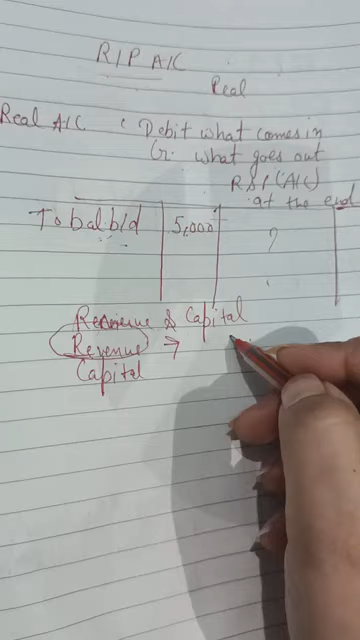 R/P A/C
Real
Real A/C : Debit what comes in
Cr. what goes out
R & P (A/C)
at the end
To bal b/d 5,000 ?
Revenue & Capital
Revenue ⇒
Capital